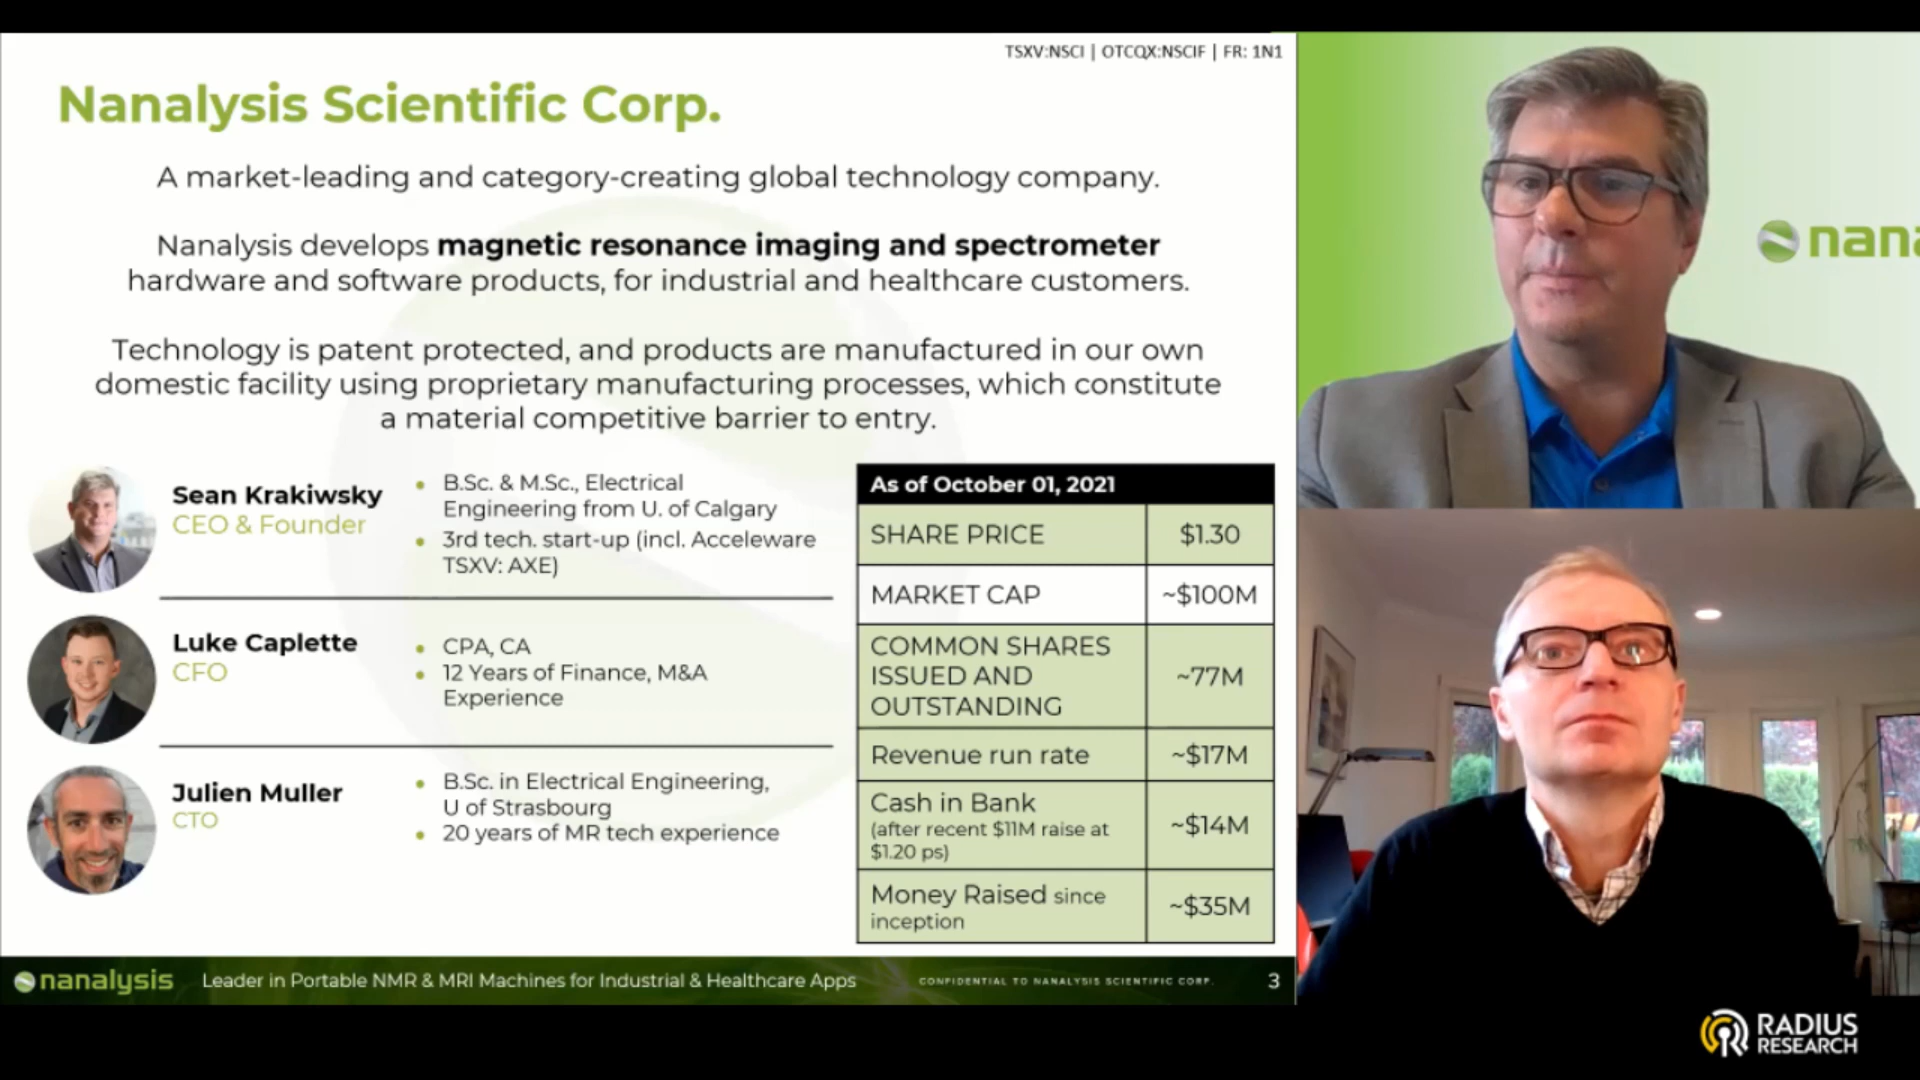 TSXV:NSCI | OTCQX:NSCIF | FR: 1N1
Nanalysis Scientific Corp.
A market-leading and category-creating global technology company.
Nanalysis develops magnetic resonance imaging and spectrometer
hardware and software products, for industrial and healthcare customers.
Technology is patent protected, and products are manufactured in our own
domestic facility using proprietary manufacturing processes, which constitute
a material competitive barrier to entry.
Sean Krakiwsky
CEO & Founder
B.Sc. & M.Sc., Electrical
Engineering from U. of Calgary
3rd tech. start-up (incl. Acceleware
TSXV: AXE)
Luke Caplette
CFO
CPA, CA
12 Years of Finance, M&A
Experience
Julien Muller
CTO
B.Sc. in Electrical Engineering,
U of Strasbourg
20 years of MR tech experience
As of October 01, 2021
SHARE PRICE $1.30
MARKET CAP ~$100M
COMMON SHARES
ISSUED AND
OUTSTANDING
~77M
Revenue run rate ~$17M
Cash in Bank
(after recent $11M raise at
$1.20 ps)
~$14M
Money Raised since
inception
~$35M
nanalysis
Leader in Portable NMR & MRI Machines for Industrial & Healthcare Apps
CONFIDENTIAL TO NANALYSIS SCIENTIFIC CORP.
3
nana
RADIUS
RESEARCH